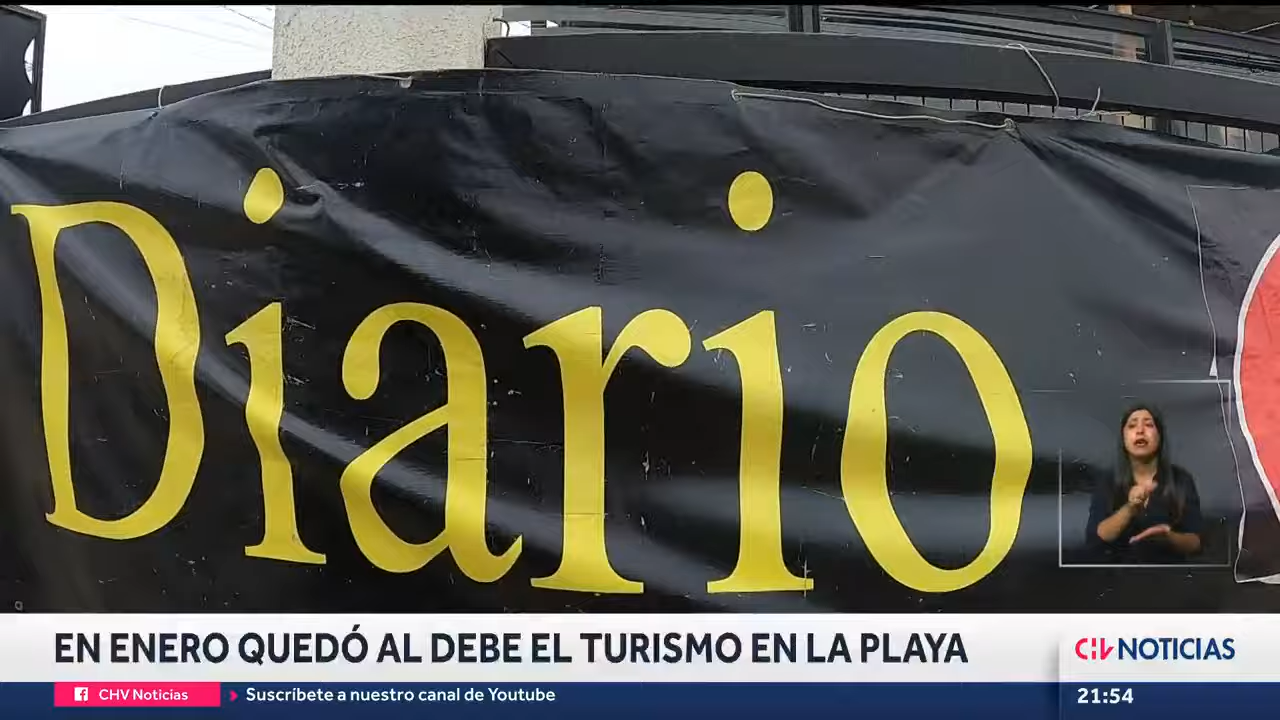 Diario
EN ENERO QUEDÓ AL DEBE EL TURISMO EN LA PLAYA
CHV NOTICIAS
CHV Noticias
Suscríbete a nuestro canal de Youtube
21:54